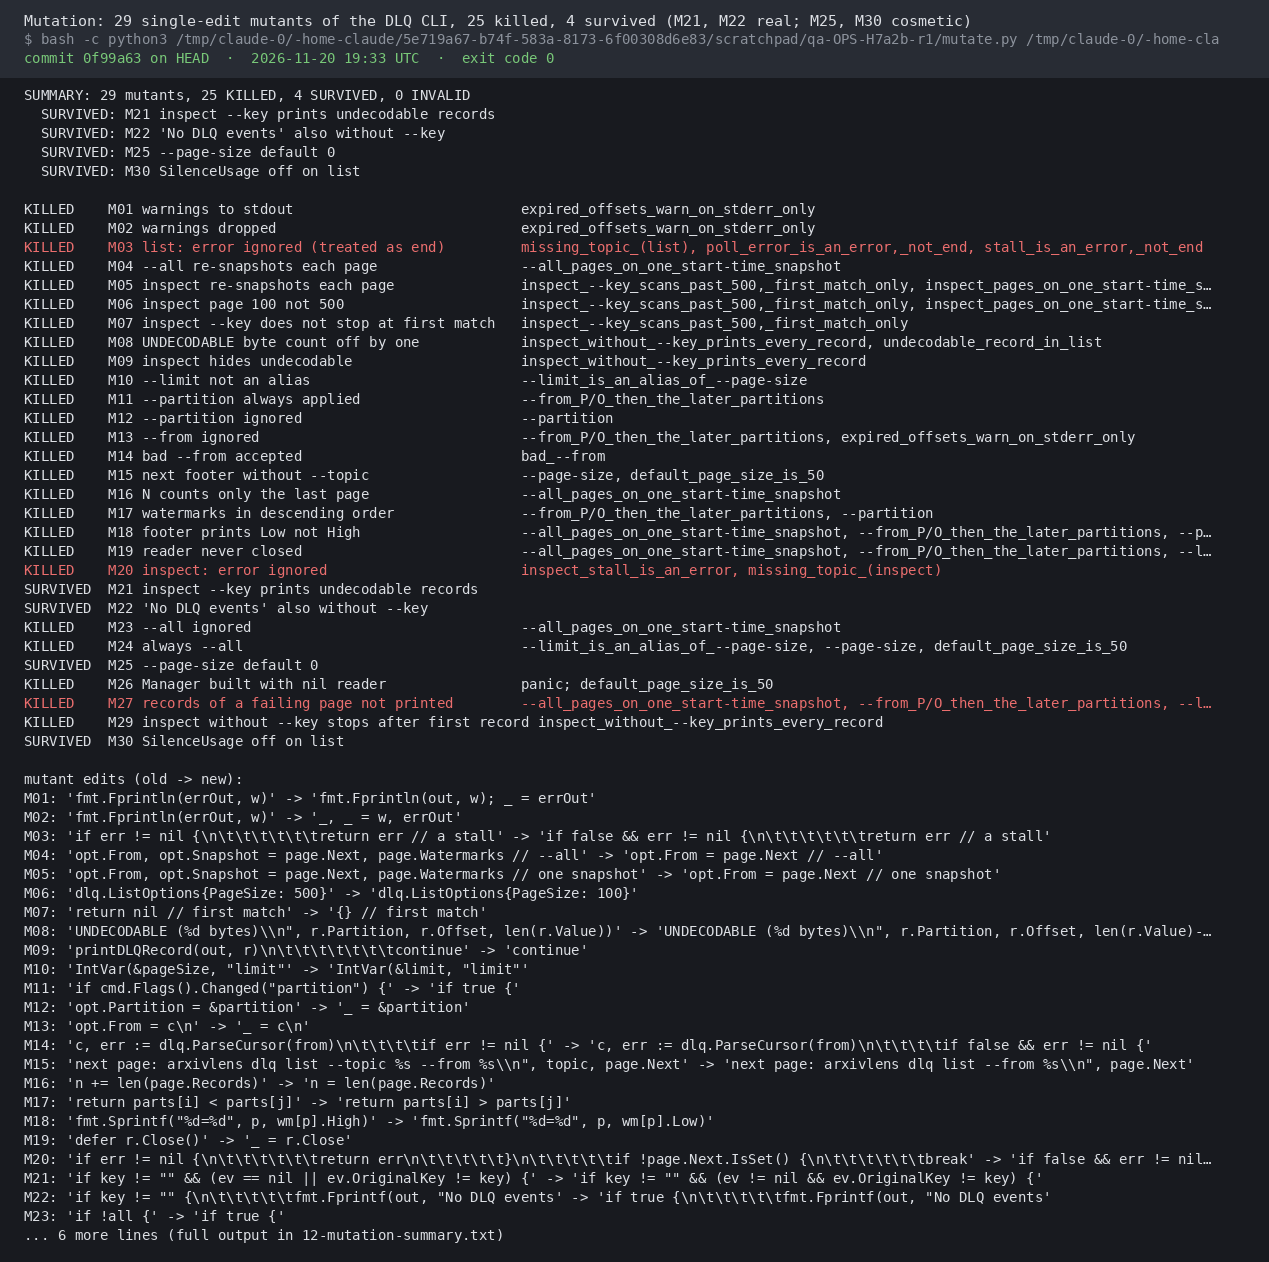 Mutation: 29 single-edit mutants of the DLQ CLI, 25 killed, 4 survived (M21, M22 real; M25, M30 cosmetic)
$ bash -c python3 /tmp/claude-0/-home-claude/5e719a67-b74f-583a-8173-6f00308d6e83/scratchpad/qa-OPS-H7a2b-r1/mutate.py /tmp/claude-0/-home-cla
commit 0f99a63 on HEAD  ·  2026-11-20 19:33 UTC  ·  exit code 0
SUMMARY: 29 mutants, 25 KILLED, 4 SURVIVED, 0 INVALID
  SURVIVED: M21 inspect --key prints undecodable records
  SURVIVED: M22 'No DLQ events' also without --key
  SURVIVED: M25 --page-size default 0
  SURVIVED: M30 SilenceUsage off on list
KILLED    M01 warnings to stdout                           expired_offsets_warn_on_stderr_only
KILLED    M02 warnings dropped                             expired_offsets_warn_on_stderr_only
KILLED    M03 list: error ignored (treated as end)         missing_topic_(list), poll_error_is_an_error,_not_end, stall_is_an_error,_not_end
KILLED    M04 --all re-snapshots each page                 --all_pages_on_one_start-time_snapshot
KILLED    M05 inspect re-snapshots each page               inspect_--key_scans_past_500,_first_match_only, inspect_pages_on_one_start-time_s…
KILLED    M06 inspect page 100 not 500                     inspect_--key_scans_past_500,_first_match_only, inspect_pages_on_one_start-time_s…
KILLED    M07 inspect --key does not stop at first match   inspect_--key_scans_past_500,_first_match_only
KILLED    M08 UNDECODABLE byte count off by one            inspect_without_--key_prints_every_record, undecodable_record_in_list
KILLED    M09 inspect hides undecodable                    inspect_without_--key_prints_every_record
KILLED    M10 --limit not an alias                         --limit_is_an_alias_of_--page-size
KILLED    M11 --partition always applied                   --from_P/O_then_the_later_partitions
KILLED    M12 --partition ignored                          --partition
KILLED    M13 --from ignored                               --from_P/O_then_the_later_partitions, expired_offsets_warn_on_stderr_only
KILLED    M14 bad --from accepted                          bad_--from
KILLED    M15 next footer without --topic                  --page-size, default_page_size_is_50
KILLED    M16 N counts only the last page                  --all_pages_on_one_start-time_snapshot
KILLED    M17 watermarks in descending order               --from_P/O_then_the_later_partitions, --partition
KILLED    M18 footer prints Low not High                   --all_pages_on_one_start-time_snapshot, --from_P/O_then_the_later_partitions, --p…
KILLED    M19 reader never closed                          --all_pages_on_one_start-time_snapshot, --from_P/O_then_the_later_partitions, --l…
KILLED    M20 inspect: error ignored                       inspect_stall_is_an_error, missing_topic_(inspect)
SURVIVED  M21 inspect --key prints undecodable records
SURVIVED  M22 'No DLQ events' also without --key
KILLED    M23 --all ignored                                --all_pages_on_one_start-time_snapshot
KILLED    M24 always --all                                 --limit_is_an_alias_of_--page-size, --page-size, default_page_size_is_50
SURVIVED  M25 --page-size default 0
KILLED    M26 Manager built with nil reader                panic; default_page_size_is_50
KILLED    M27 records of a failing page not printed        --all_pages_on_one_start-time_snapshot, --from_P/O_then_the_later_partitions, --l…
KILLED    M29 inspect without --key stops after first record inspect_without_--key_prints_every_record
SURVIVED  M30 SilenceUsage off on list
mutant edits (old -> new):
M01: 'fmt.Fprintln(errOut, w)' -> 'fmt.Fprintln(out, w); _ = errOut'
M02: 'fmt.Fprintln(errOut, w)' -> '_, _ = w, errOut'
M03: 'if err != nil {\n\t\t\t\t\t\t\treturn err // a stall' -> 'if false && err != nil {\n\t\t\t\t\t\t\treturn err // a stall'
M04: 'opt.From, opt.Snapshot = page.Next, page.Watermarks // --all' -> 'opt.From = page.Next // --all'
M05: 'opt.From, opt.Snapshot = page.Next, page.Watermarks // one snapshot' -> 'opt.From = page.Next // one snapshot'
M06: 'dlq.ListOptions{PageSize: 500}' -> 'dlq.ListOptions{PageSize: 100}'
M07: 'return nil // first match' -> '{} // first match'
M08: 'UNDECODABLE (%d bytes)\\n", r.Partition, r.Offset, len(r.Value))' -> 'UNDECODABLE (%d bytes)\\n", r.Partition, r.Offset, len(r.Value)-…
M09: 'printDLQRecord(out, r)\n\t\t\t\t\t\t\t\tcontinue' -> 'continue'
M10: 'IntVar(&pageSize, "limit"' -> 'IntVar(&limit, "limit"'
M11: 'if cmd.Flags().Changed("partition") {' -> 'if true {'
M12: 'opt.Partition = &partition' -> '_ = &partition'
M13: 'opt.From = c\n' -> '_ = c\n'
M14: 'c, err := dlq.ParseCursor(from)\n\t\t\t\tif err != nil {' -> 'c, err := dlq.ParseCursor(from)\n\t\t\t\tif false && err != nil {'
M15: 'next page: arxivlens dlq list --topic %s --from %s\\n", topic, page.Next' -> 'next page: arxivlens dlq list --from %s\\n", page.Next'
M16: 'n += len(page.Records)' -> 'n = len(page.Records)'
M17: 'return parts[i] < parts[j]' -> 'return parts[i] > parts[j]'
M18: 'fmt.Sprintf("%d=%d", p, wm[p].High)' -> 'fmt.Sprintf("%d=%d", p, wm[p].Low)'
M19: 'defer r.Close()' -> '_ = r.Close'
M20: 'if err != nil {\n\t\t\t\t\t\t\treturn err\n\t\t\t\t\t\t}\n\t\t\t\t\t\tif !page.Next.IsSet() {\n\t\t\t\t\t\t\tbreak' -> 'if false && err != nil…
M21: 'if key != "" && (ev == nil || ev.OriginalKey != key) {' -> 'if key != "" && (ev != nil && ev.OriginalKey != key) {'
M22: 'if key != "" {\n\t\t\t\t\t\tfmt.Fprintf(out, "No DLQ events' -> 'if true {\n\t\t\t\t\t\tfmt.Fprintf(out, "No DLQ events'
M23: 'if !all {' -> 'if true {'
... 6 more lines (full output in 12-mutation-summary.txt)